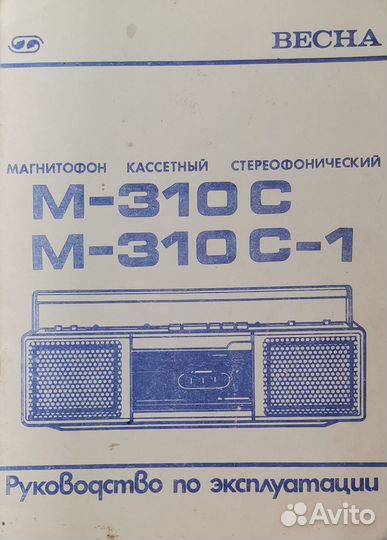 ВЕСНА
МАГНИТОФОН КАССЕТНЫЙ СТЕРЕОФОНИЧЕСКИЙ
М-310С
М-310С-1
Руководство по эксплуатации
Avito